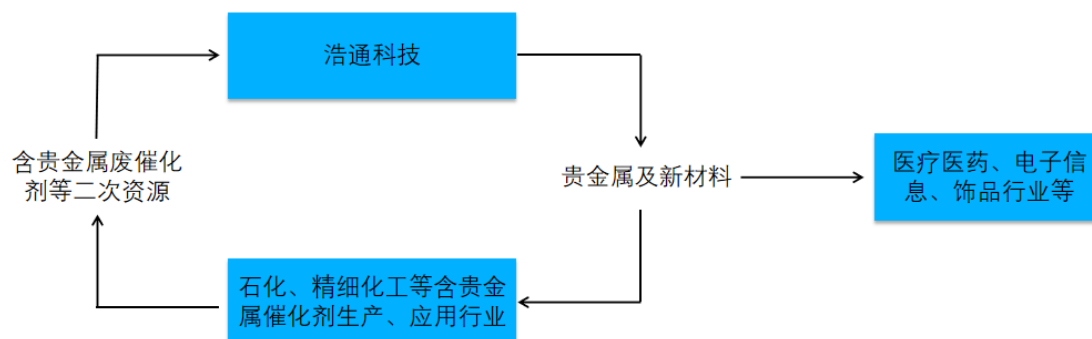 浩通科技
含贵金属废催化
剂等二次资源
贵金属及新材料
医疗医药、电子信
息、饰品行业等
石化、精细化工等含贵金
属催化剂生产、应用行业